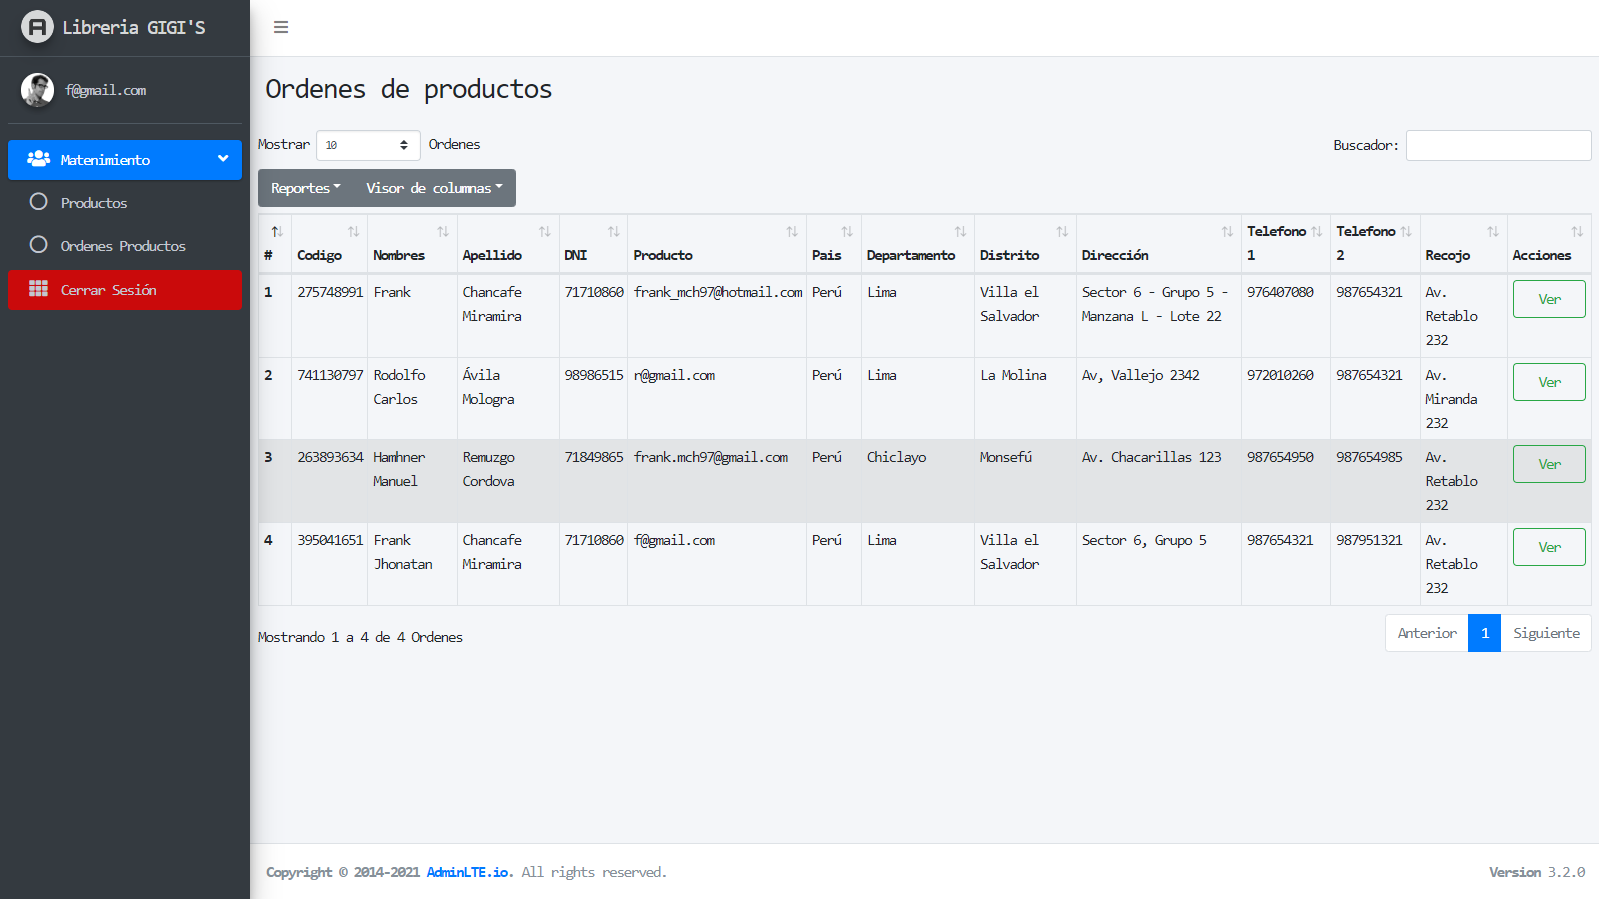 Libreria GIGI'S
f@gmail.com
Matenimiento
Productos
Ordenes Productos
Cerrar Sesión
Ordenes de productos
Mostrar 10 Ordenes
Buscador:
Reportes Visor de columnas
# Codigo Nombres Apellido DNI Producto Pais Departamento Distrito Dirección Telefono 1 Telefono 2 Recojo Acciones
1 275748991 Frank Chancafe Miramira 71710860 frank_mch97@hotmail.com Perú Lima Villa el Salvador Sector 6 - Grupo 5 - Manzana L - Lote 22 976407080 987654321 Av. Retablo 232 Ver
2 741130797 Rodolfo Carlos Ávila Mologra 98986515 r@gmail.com Perú Lima La Molina Av, Vallejo 2342 972010260 987654321 Av. Miranda 232 Ver
3 263893634 Hamhner Manuel Remuzgo Cordova 71849865 frank.mch97@gmail.com Perú Chiclayo Monsefú Av. Chacarillas 123 987654950 987654985 Av. Retablo 232 Ver
4 395041651 Frank Jhonatan Chancafe Miramira 71710860 f@gmail.com Perú Lima Villa el Salvador Sector 6, Grupo 5 987654321 987951321 Av. Retablo 232 Ver
Mostrando 1 a 4 de 4 Ordenes
Anterior 1 Siguiente
Copyright © 2014-2021 AdminLTE.io. All rights reserved.
Version 3.2.0